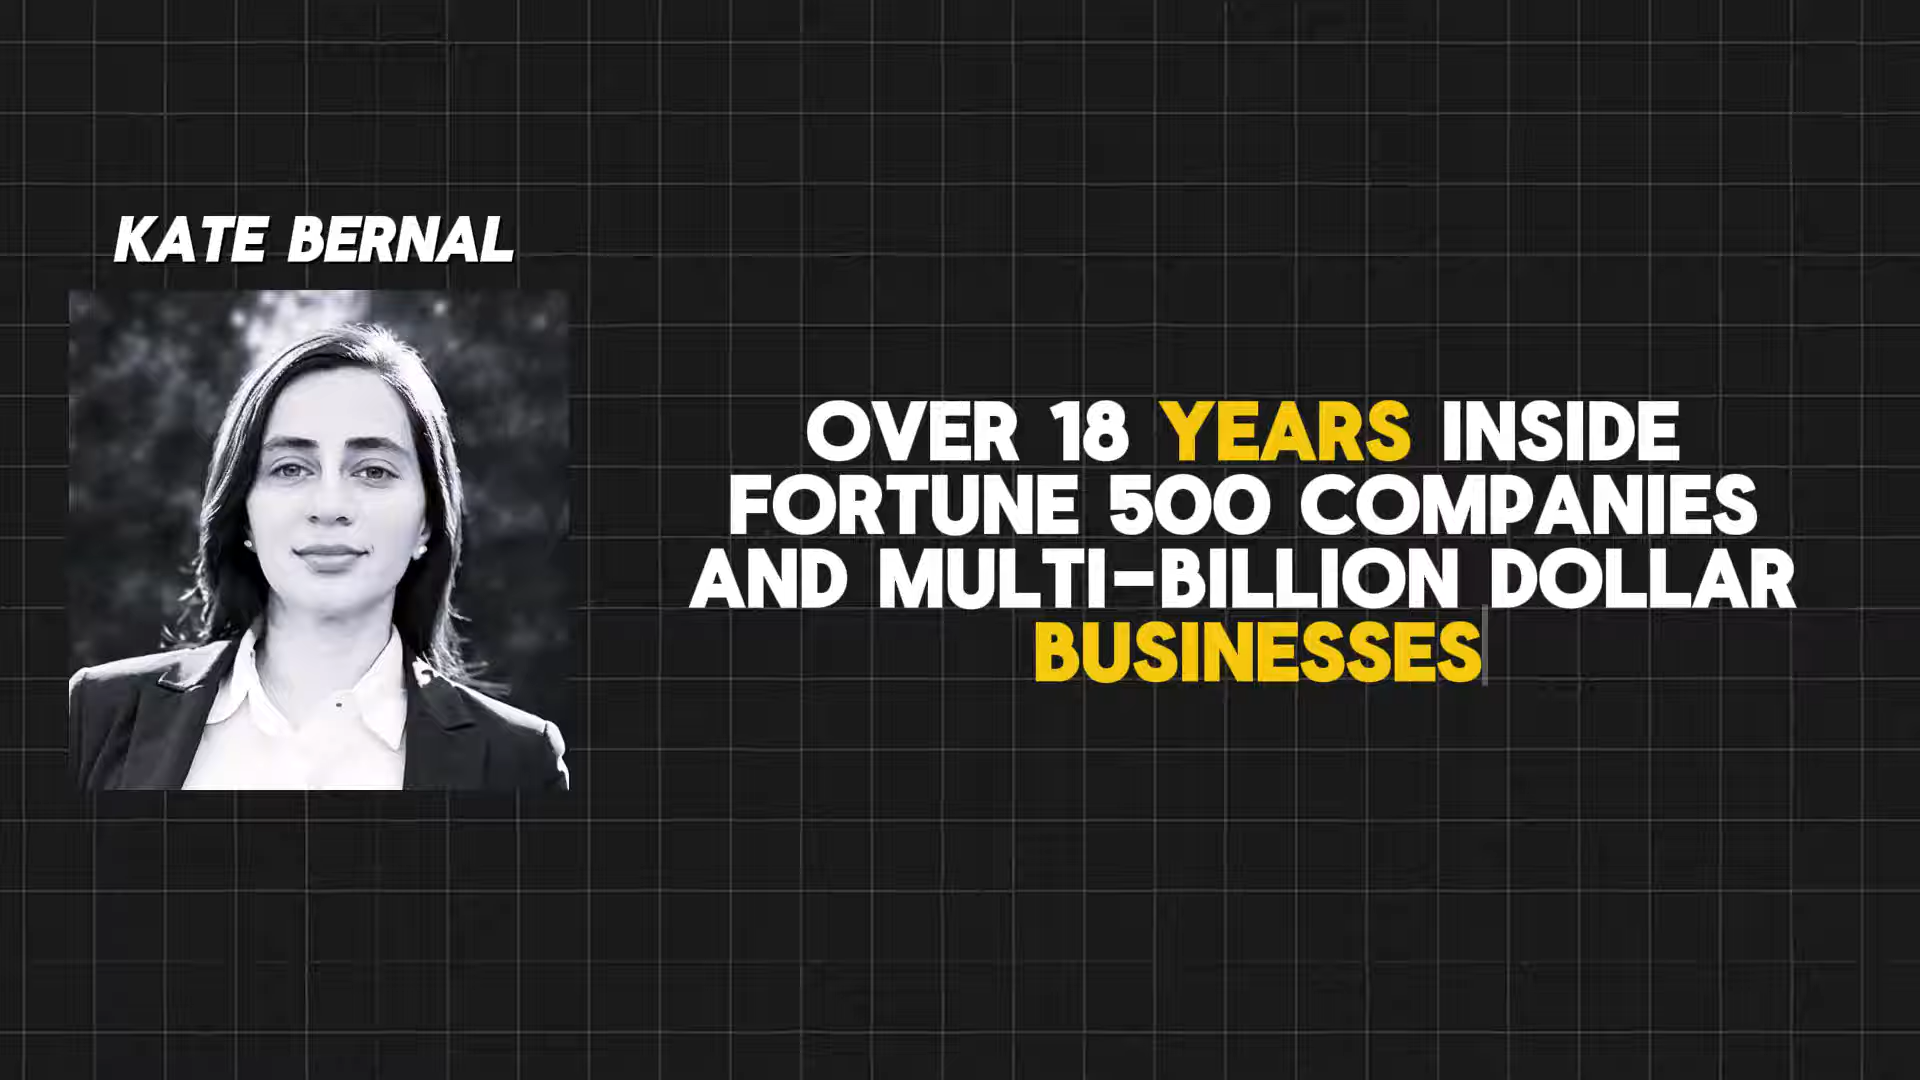 KATE BERNAL
OVER 18 YEARS INSIDE
FORTUNE 500 COMPANIES
AND MULTI-BILLION DOLLAR
BUSINESSES